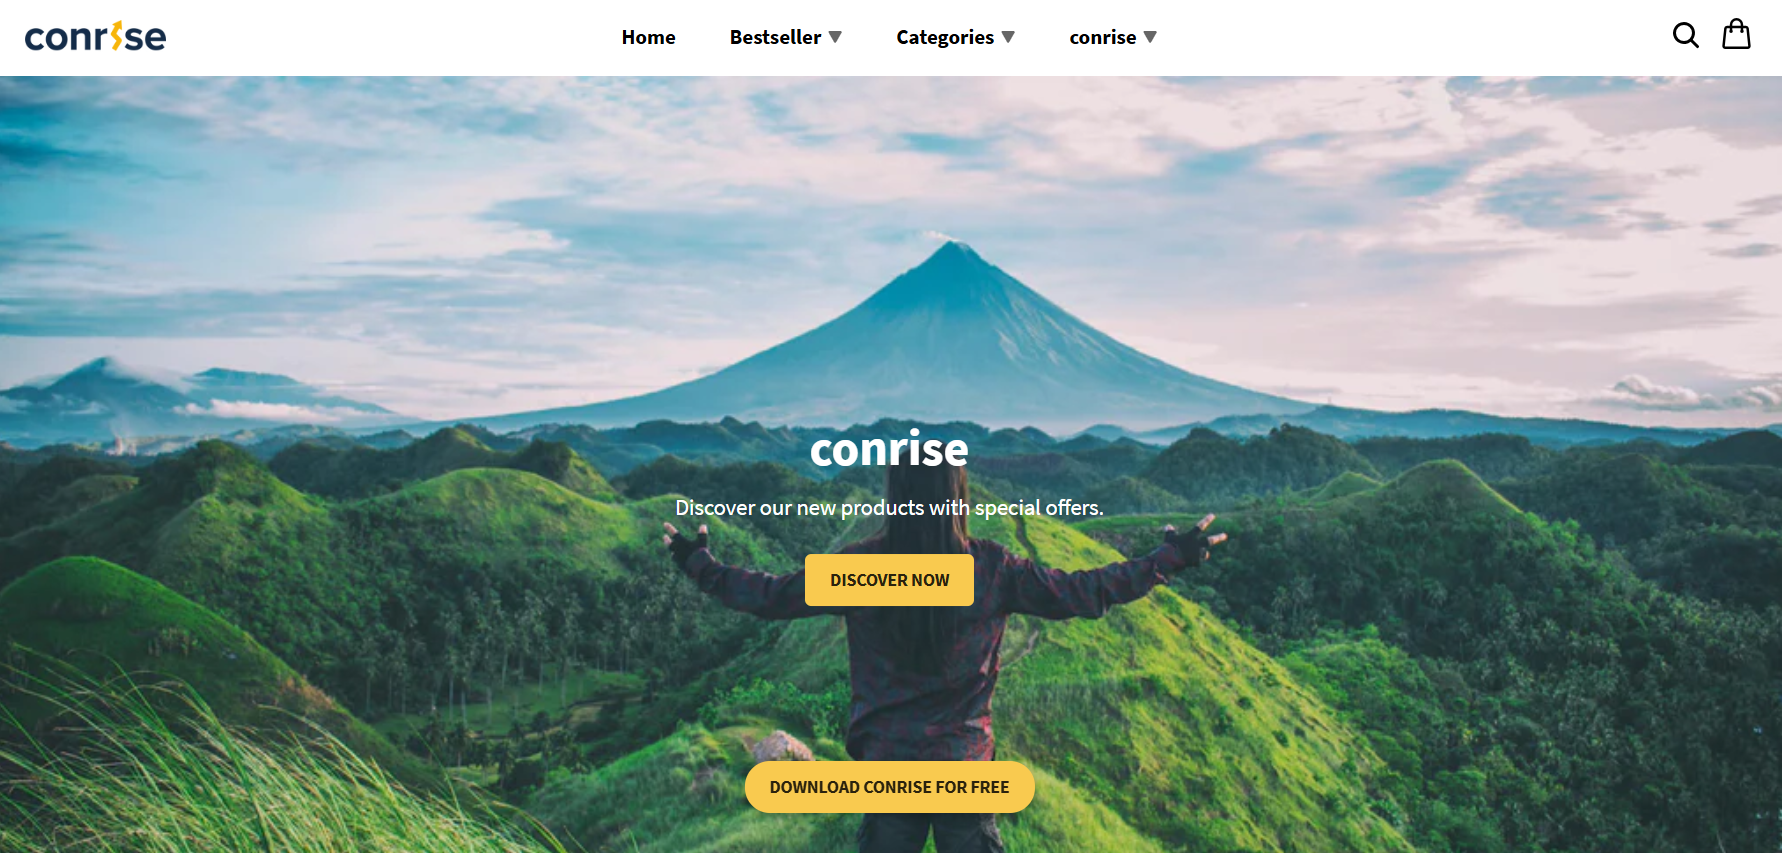 conrise
Home
Bestseller
Categories
conrise
conrise
Discover our new products with special offers.
DISCOVER NOW
DOWNLOAD CONRISE FOR FREE